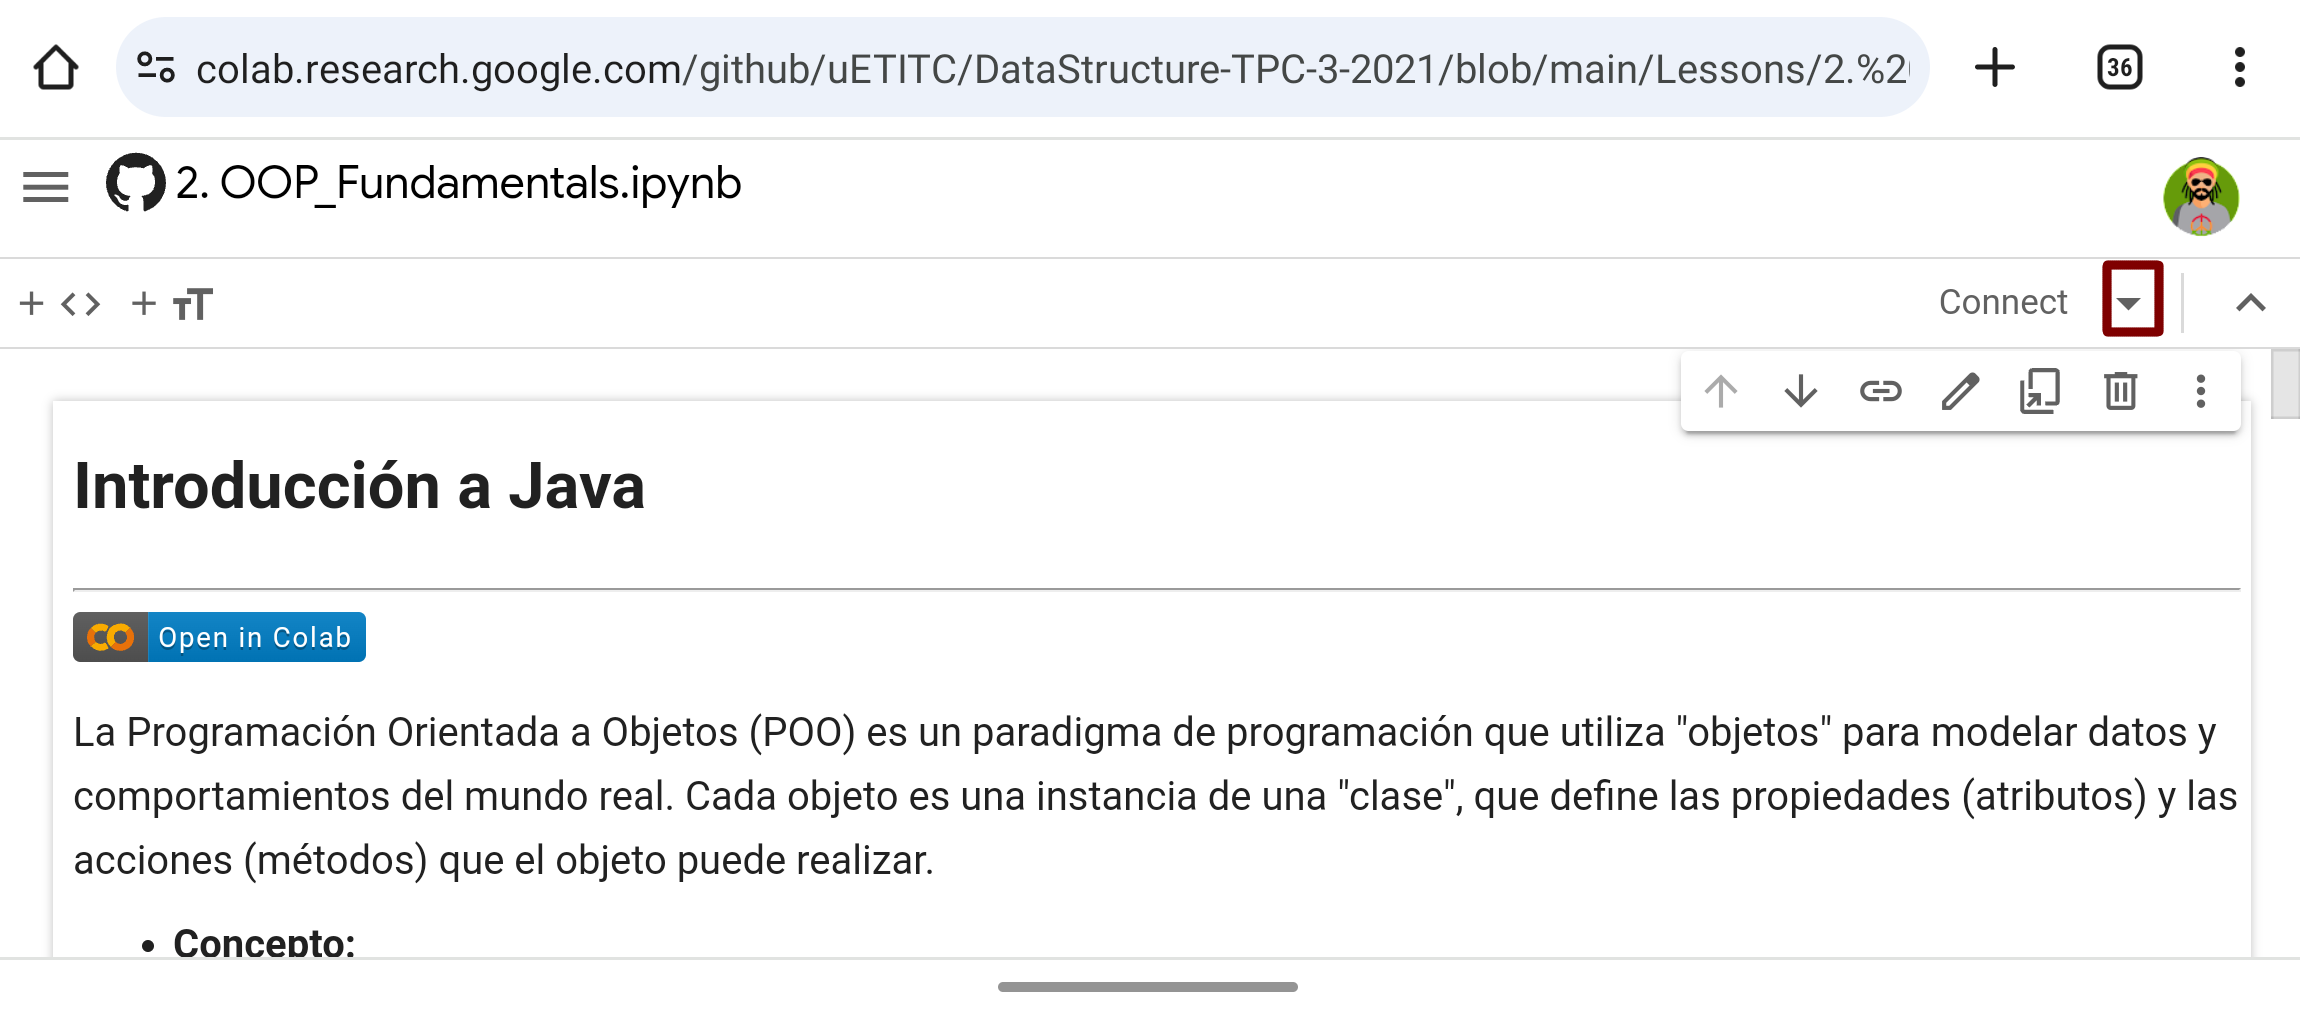 colab.research.google.com/github/uETITC/DataStructure-TPC-3-2021/blob/main/Lessons/2.%2
36
2. OOP_Fundamentals.ipynb
Connect
Introducción a Java
Open in Colab
La Programación Orientada a Objetos (POO) es un paradigma de programación que utiliza "objetos" para modelar datos y
comportamientos del mundo real. Cada objeto es una instancia de una "clase", que define las propiedades (atributos) y las
acciones (métodos) que el objeto puede realizar.
• Concepto: